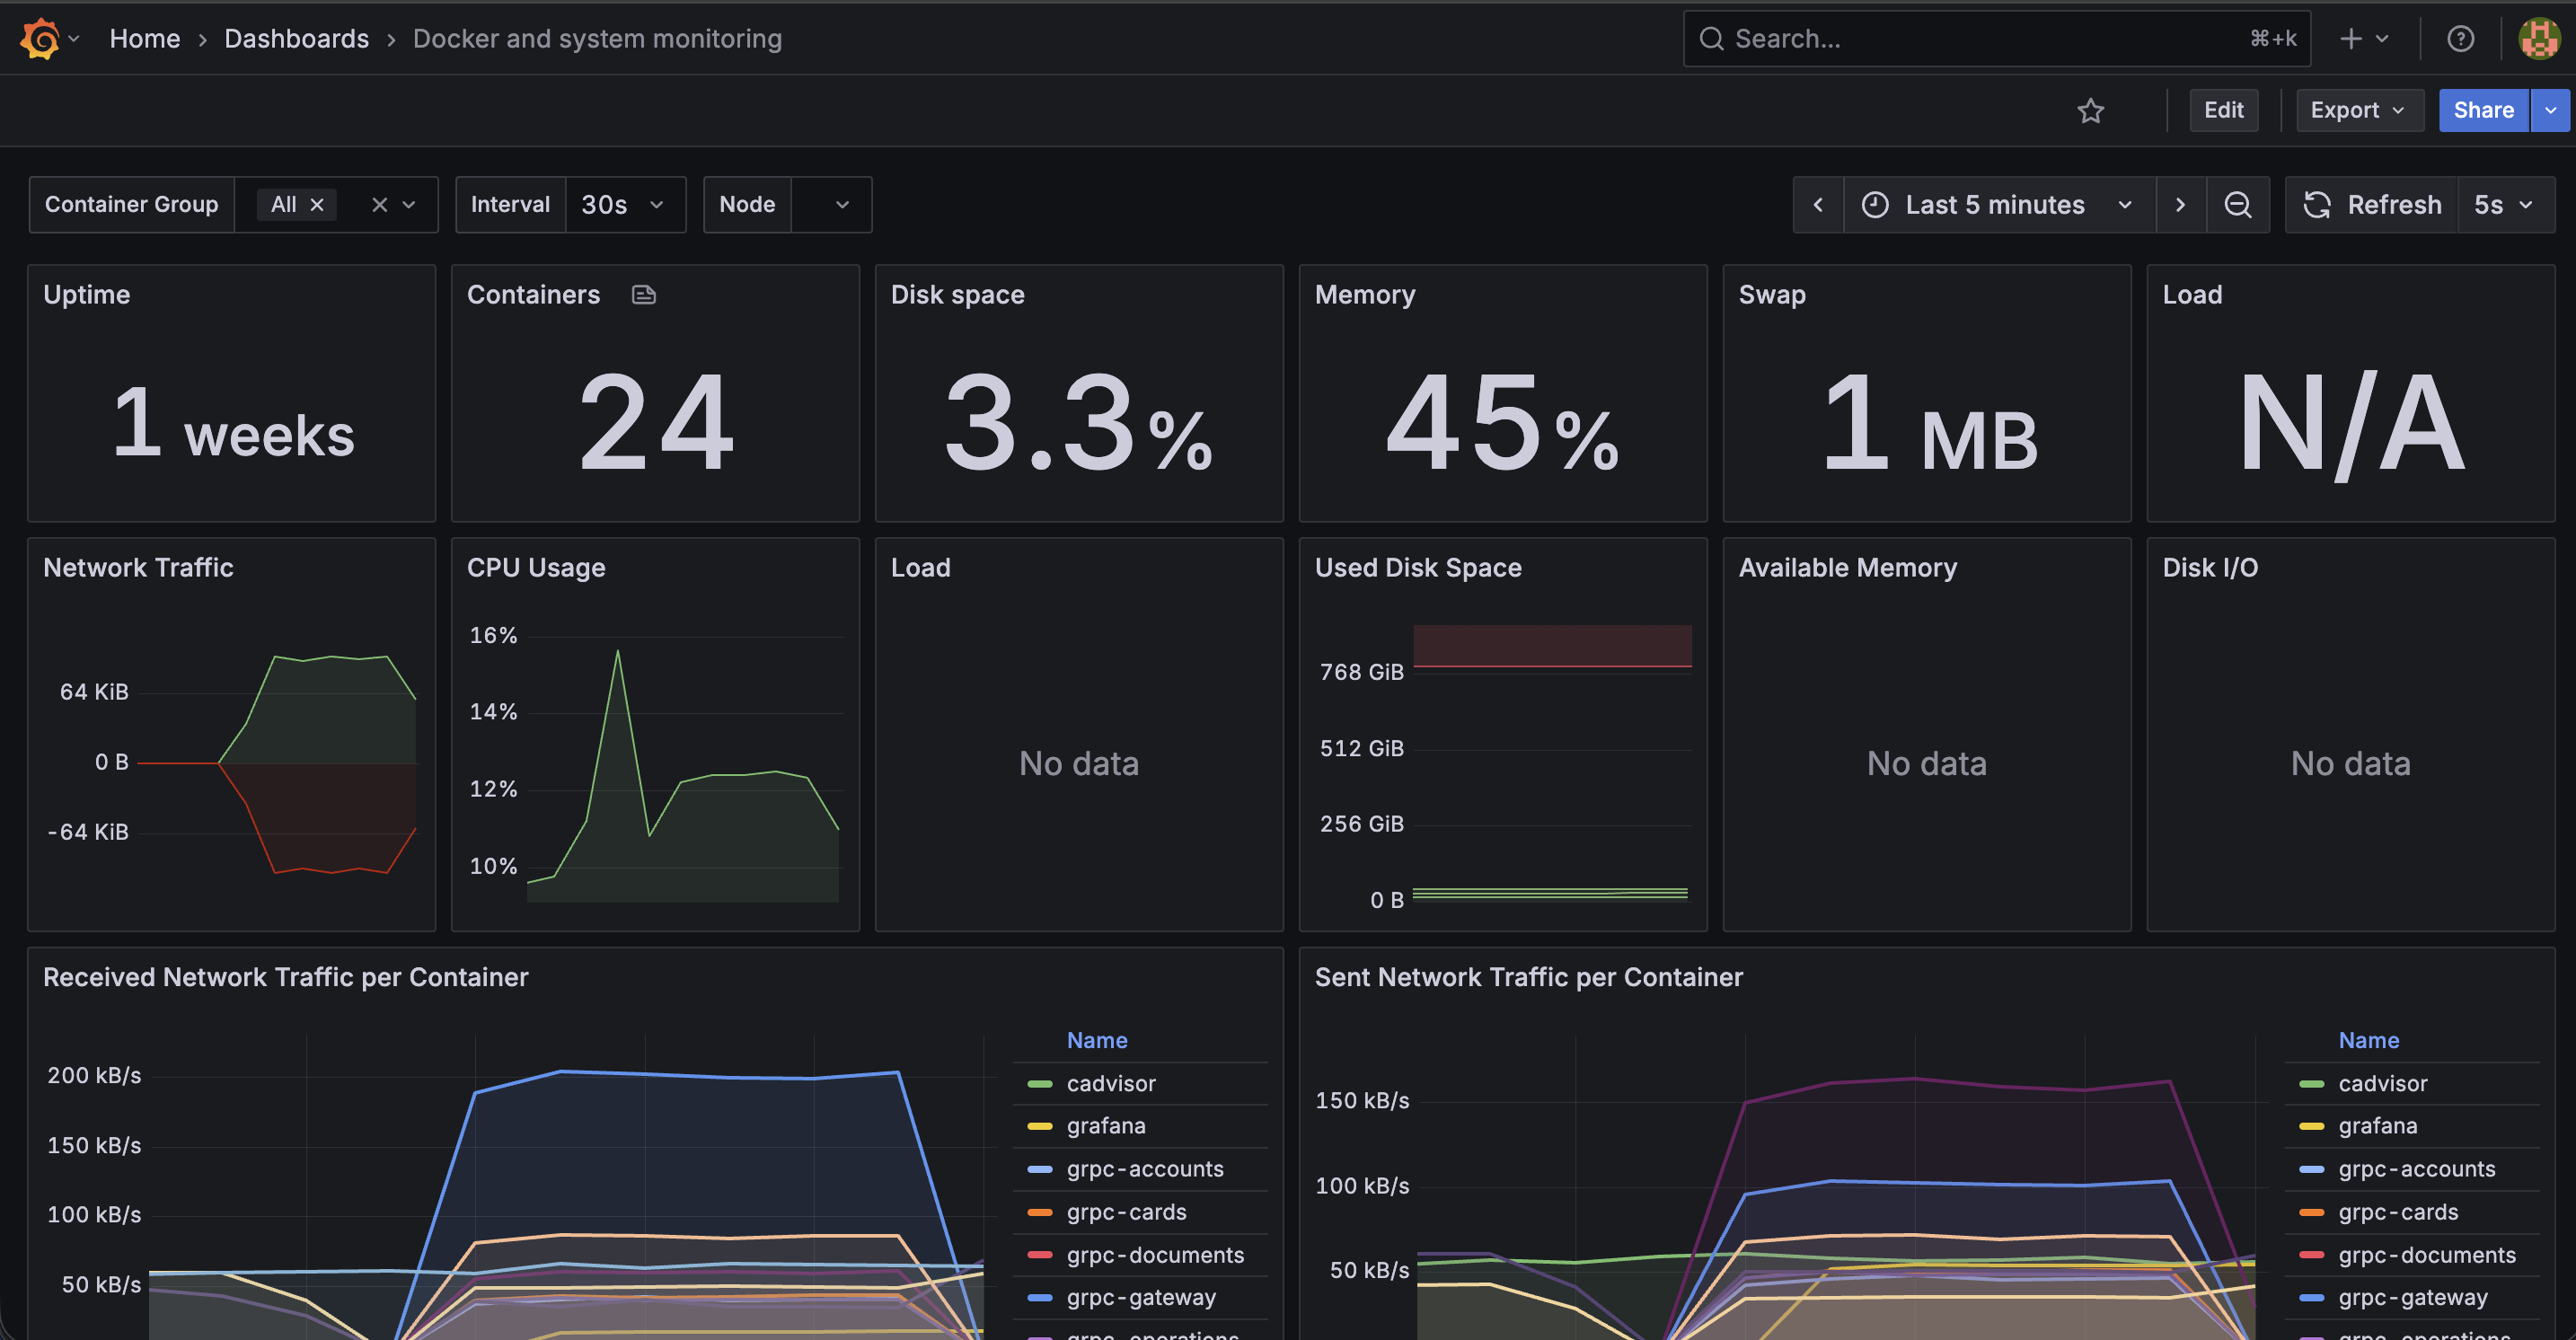 Home › Dashboards › Docker and system monitoring
Search...
⌘+k
Edit
Export
Share
Container Group
All
Interval
30s
Node
Last 5 minutes
Refresh
5s
Uptime
1 weeks
Containers
24
Disk space
3.3%
Memory
45%
Swap
1 MB
Load
N/A
Network Traffic
64 KiB
0 B
-64 KiB
CPU Usage
16%
14%
12%
10%
Load
No data
Used Disk Space
768 GiB
512 GiB
256 GiB
0 B
Available Memory
No data
Disk I/O
No data
Received Network Traffic per Container
200 kB/s
150 kB/s
100 kB/s
50 kB/s
Name
cadvisor
grafana
grpc-accounts
grpc-cards
grpc-documents
grpc-gateway
grpc-operations
Sent Network Traffic per Container
150 kB/s
100 kB/s
50 kB/s
Name
cadvisor
grafana
grpc-accounts
grpc-cards
grpc-documents
grpc-gateway
grpc-operations